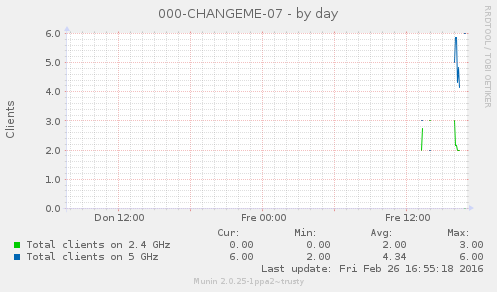 000-CHANGEME-07 - by day
RRDTOOL / TOBI OETIKER
Clients
6.0
5.0
4.0
3.0
2.0
1.0
0.0
Don 12:00 Fre 00:00 Fre 12:00
Cur: Min: Avg: Max:
Total clients on 2.4 GHz 0.00 0.00 2.00 3.00
Total clients on 5 GHz 6.00 2.00 4.34 6.00
Last update: Fri Feb 26 16:55:18 2016
Munin 2.0.25-1ppa2~trusty